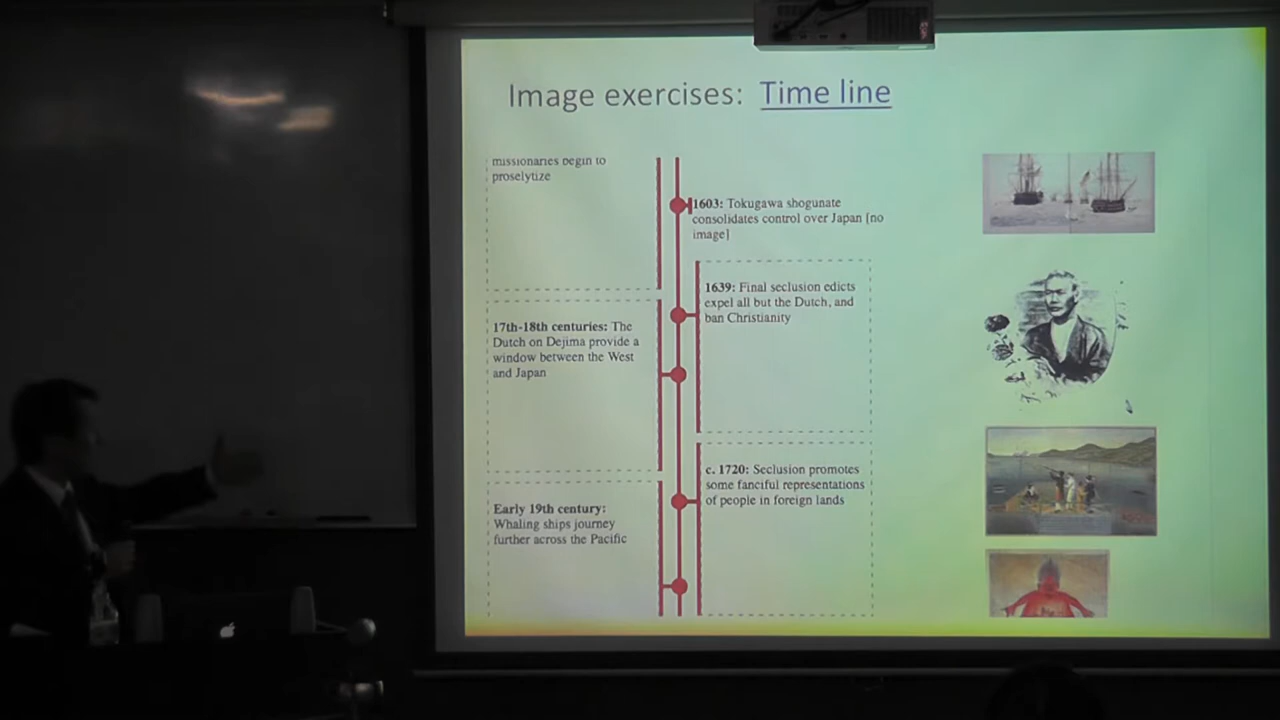 Image exercises: Time line
missionaries begin to
proselytize
1603: Tokugawa shogunate
consolidates control over Japan [no
image]
1639: Final seclusion edicts
expel all but the Dutch, and
ban Christianity
17th-18th centuries: The
Dutch on Dejima provide a
window between the West
and Japan
c. 1720: Seclusion promotes
some fanciful representations
of people in foreign lands
Early 19th century:
Whaling ships journey
further across the Pacific